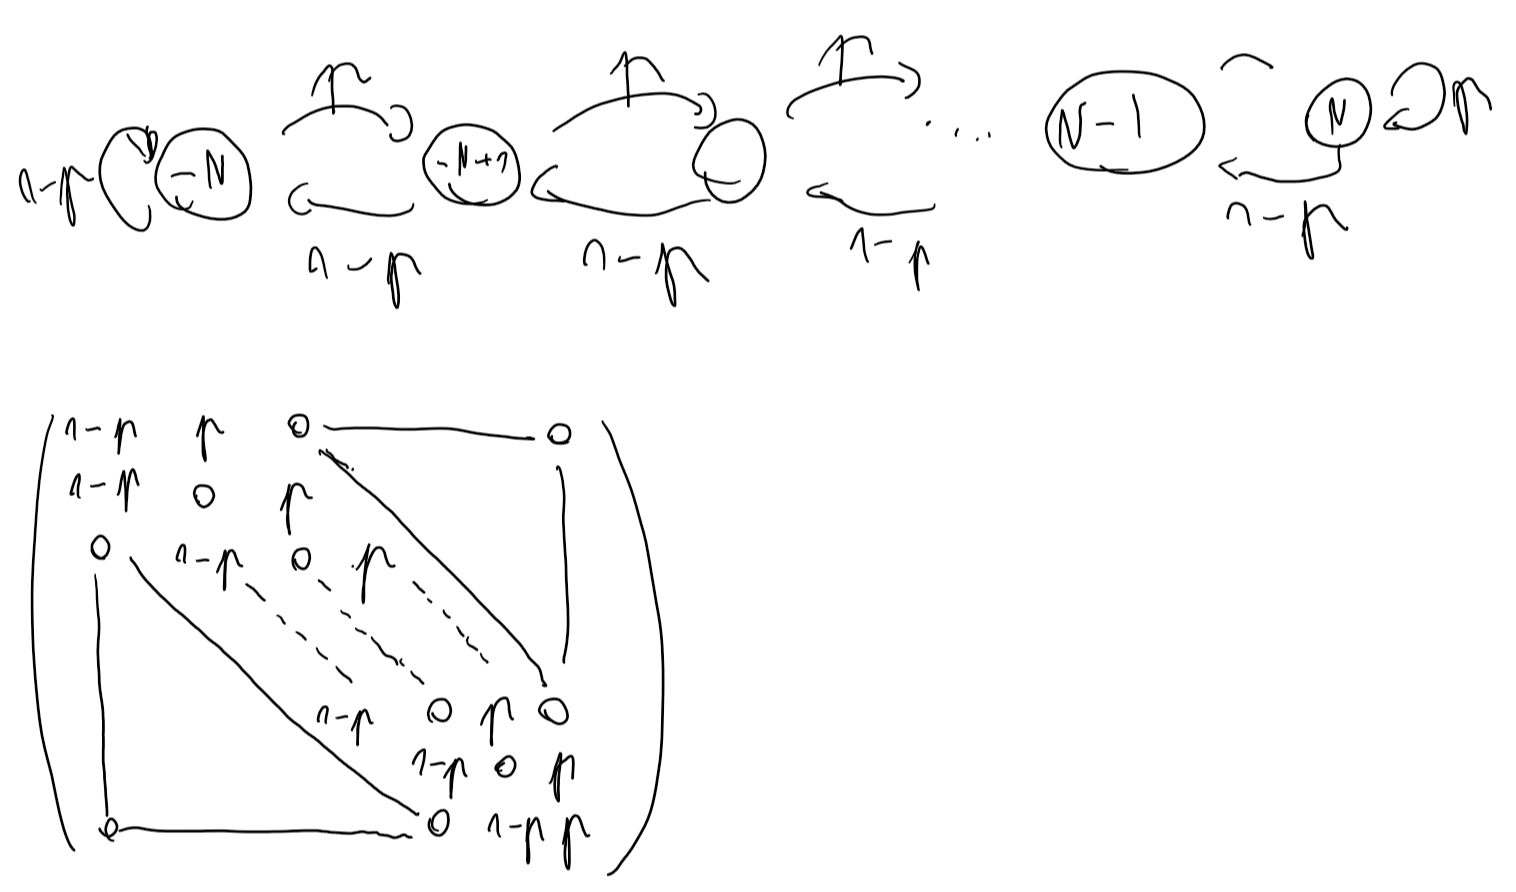 p p p
1-p -N -N+1 ... N-1 N p
1-p 1-p 1-p 1-p
1-p p 0 0
1-p 0 p
0 1-p 0 p
1-p 0 p 0
1-p 0 p
0 0 1-p p